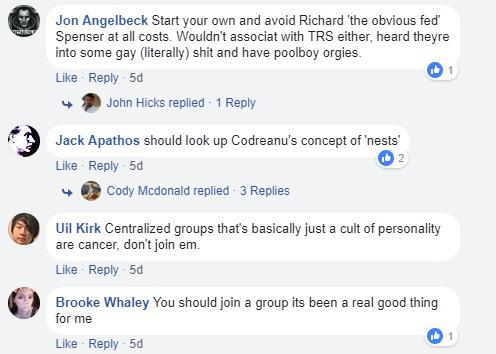 Jon Angelbeck Start your own and avoid Richard 'the obvious fed'
Spenser at all costs. Wouldn't associat with TRS either, heard theyre
into some gay (literally) shit and have poolboy orgies.
1
Like · Reply · 5d
John Hicks replied · 1 Reply
Jack Apathos should look up Codreanu's concept of 'nests'
2
Like · Reply · 5d
Cody Mcdonald replied · 3 Replies
Uil Kirk Centralized groups that's basically just a cult of personality
are cancer, don't join em.
Like · Reply · 5d
Brooke Whaley You should join a group its been a real good thing
for me
1
Like · Reply · 5d